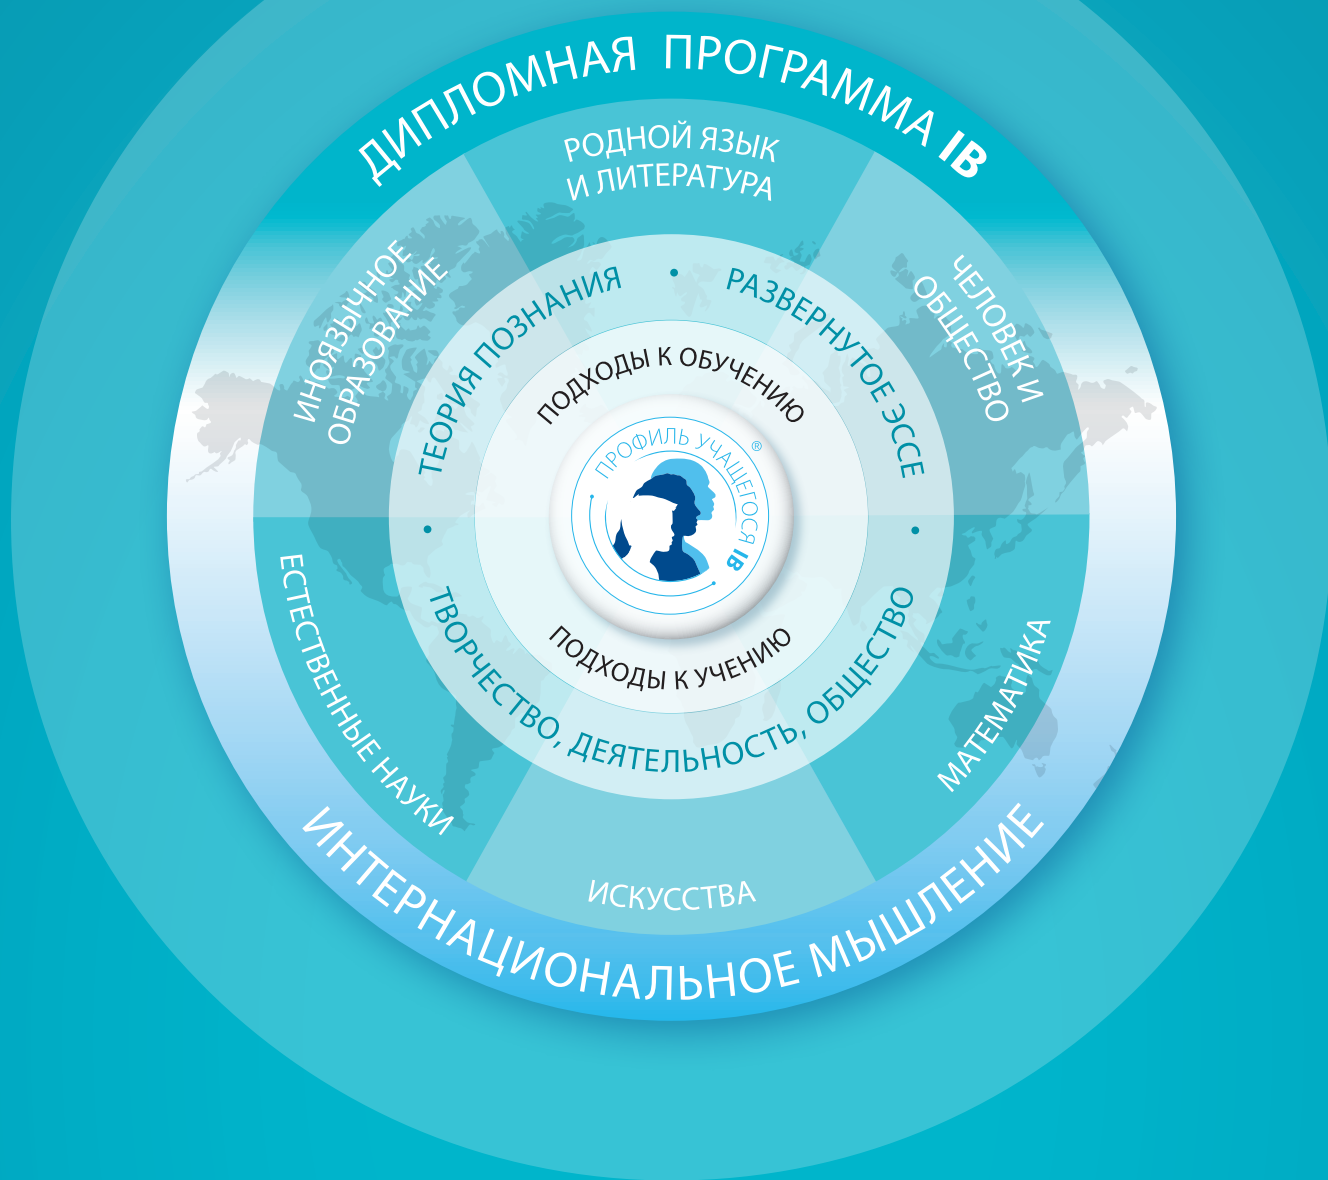 ДИПЛОМНАЯ ПРОГРАММА IB
РОДНОЙ ЯЗЫК
И ЛИТЕРАТУРА
ИНОЯЗЫЧНОЕ
ОБРАЗОВАНИЕ
ЧЕЛОВЕК И
ОБЩЕСТВО
ТЕОРИЯ ПОЗНАНИЯ • РАЗВЕРНУТОЕ ЭССЕ
ПОДХОДЫ К ОБУЧЕНИЮ
ПРОФИЛЬ УЧАЩЕГОСЯ IB ®
ПОДХОДЫ К УЧЕНИЮ
• ТВОРЧЕСТВО, ДЕЯТЕЛЬНОСТЬ, ОБЩЕСТВО •
ЕСТЕСТВЕННЫЕ НАУКИ
МАТЕМАТИКА
ИСКУССТВА
ИНТЕРНАЦИОНАЛЬНОЕ МЫШЛЕНИЕ